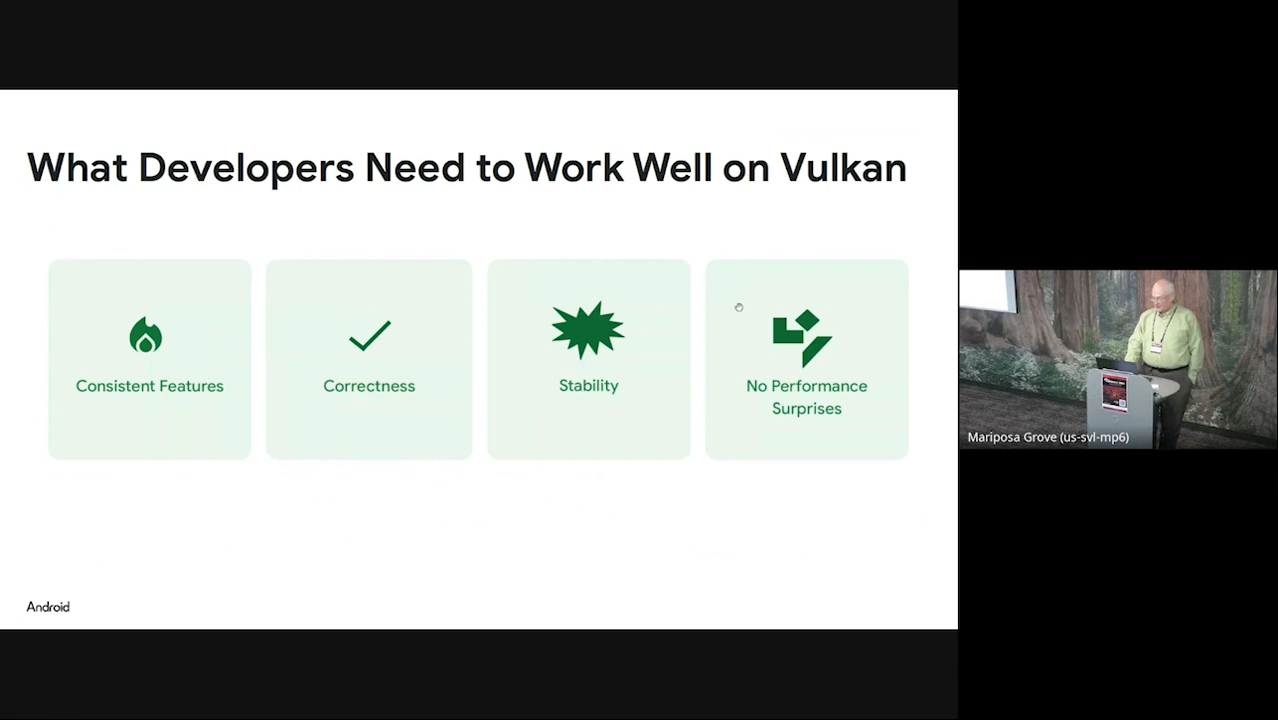 What Developers Need to Work Well on Vulkan
Consistent Features
Correctness
Stability
No Performance
Surprises
Android
Mariposa Grove (us-svl-mp6)